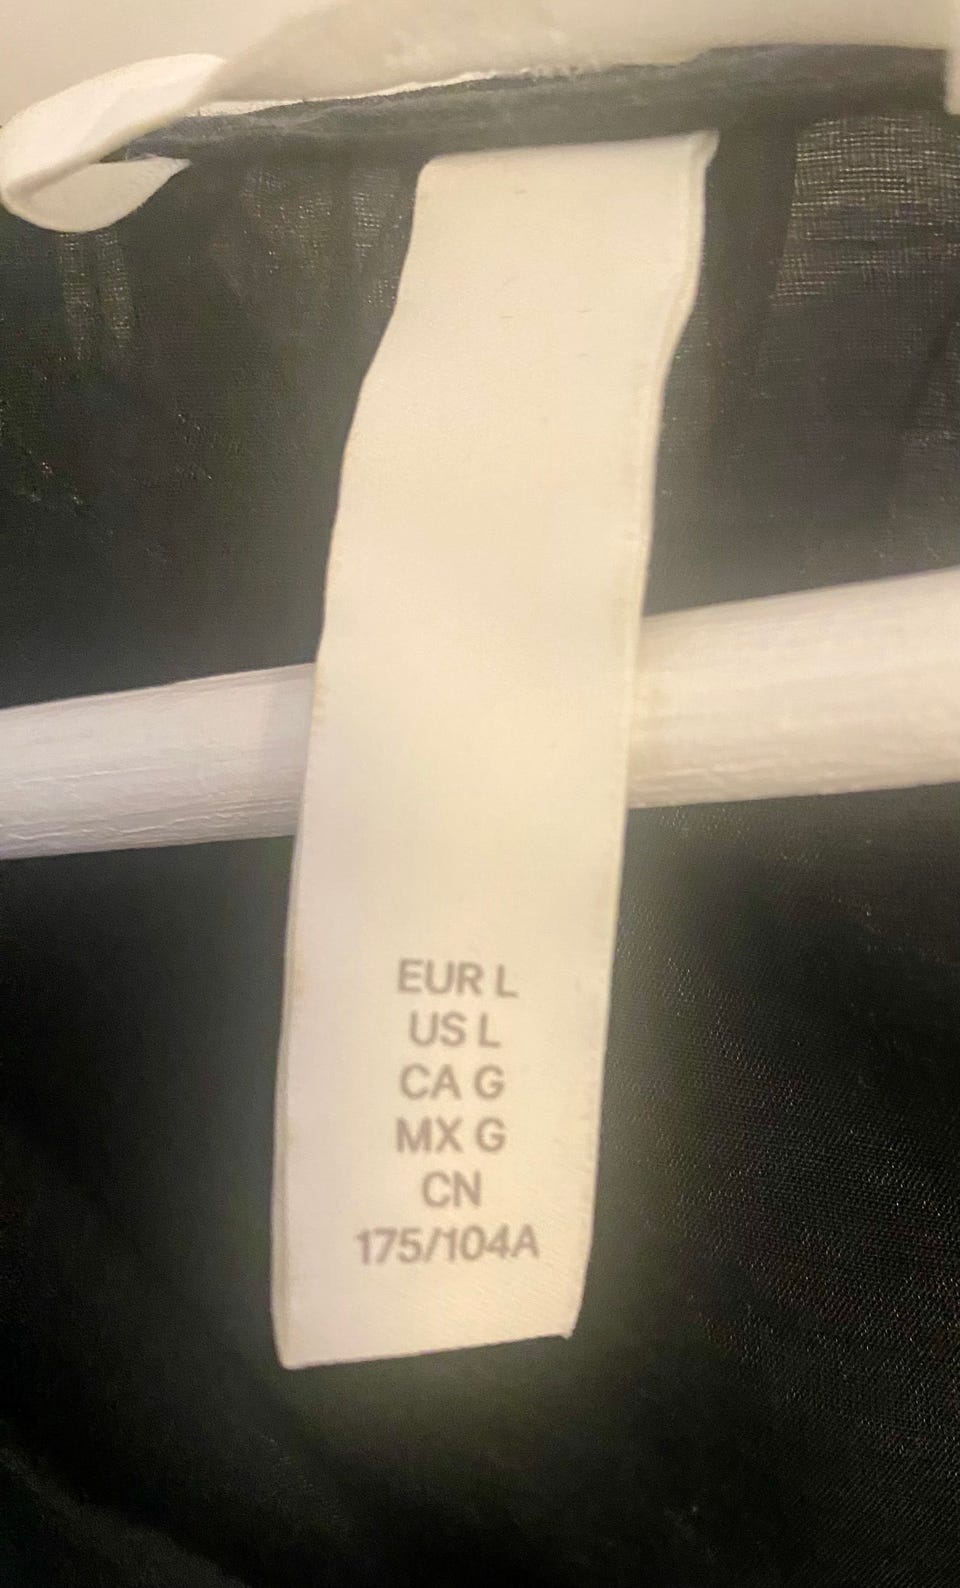 EUR L
US L
CA G
MX G
CN
175/104A